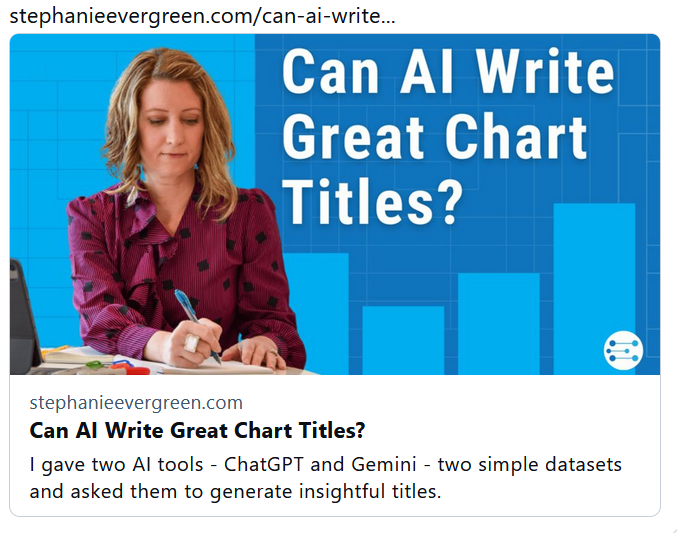 stephanieevergreen.com/can-ai-write...
Can AI Write
Great Chart
Titles?
stephanieevergreen.com
Can AI Write Great Chart Titles?
I gave two AI tools - ChatGPT and Gemini - two simple datasets
and asked them to generate insightful titles.